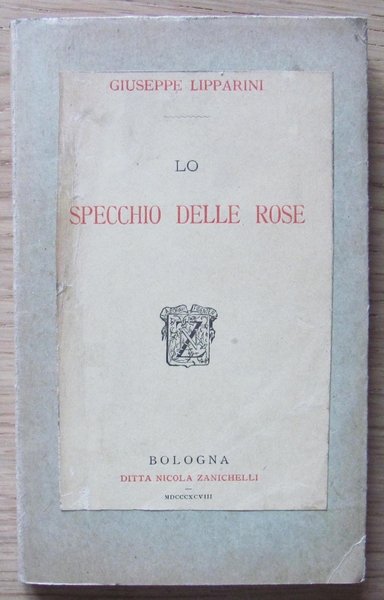 GIUSEPPE LIPPARINI
LO
SPECCHIO DELLE ROSE
BOLOGNA
DITTA NICOLA ZANICHELLI
MDCCCXCVIII